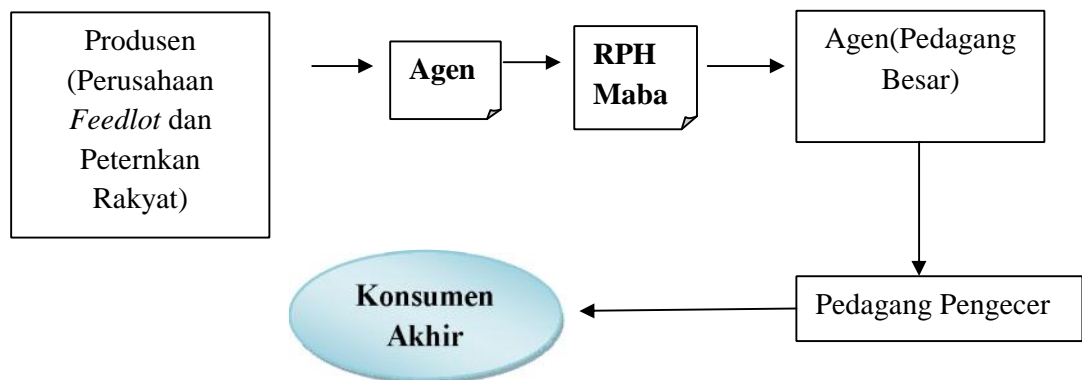 Produsen
(Perusahaan
Feedlot dan
Peternkan
Rakyat)
Agen
RPH
Maba
Agen(Pedagang
Besar)
Pedagang Pengecer
Konsumen
Akhir